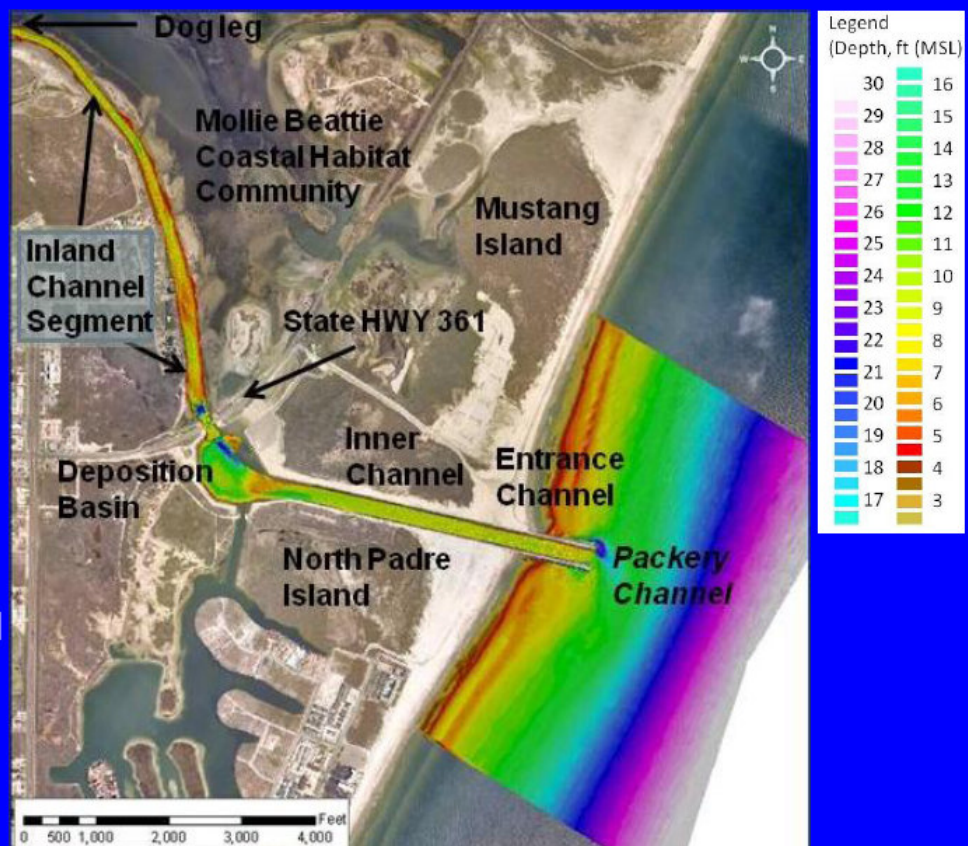 Dog leg
Mollie Beattie
Coastal Habitat
Community
Mustang
Island
Inland
Channel
Segment
State HWY 361
Inner
Channel
Entrance
Channel
Deposition
Basin
North Padre
Island
Packery
Channel
N
W
E
S
Feet
0 500 1,000 2,000 3,000 4,000
Legend
(Depth, ft (MSL)
30 16
29 15
28 14
27 13
26 12
25 11
24 10
23 9
22 8
21 7
20 6
19 5
18 4
17 3